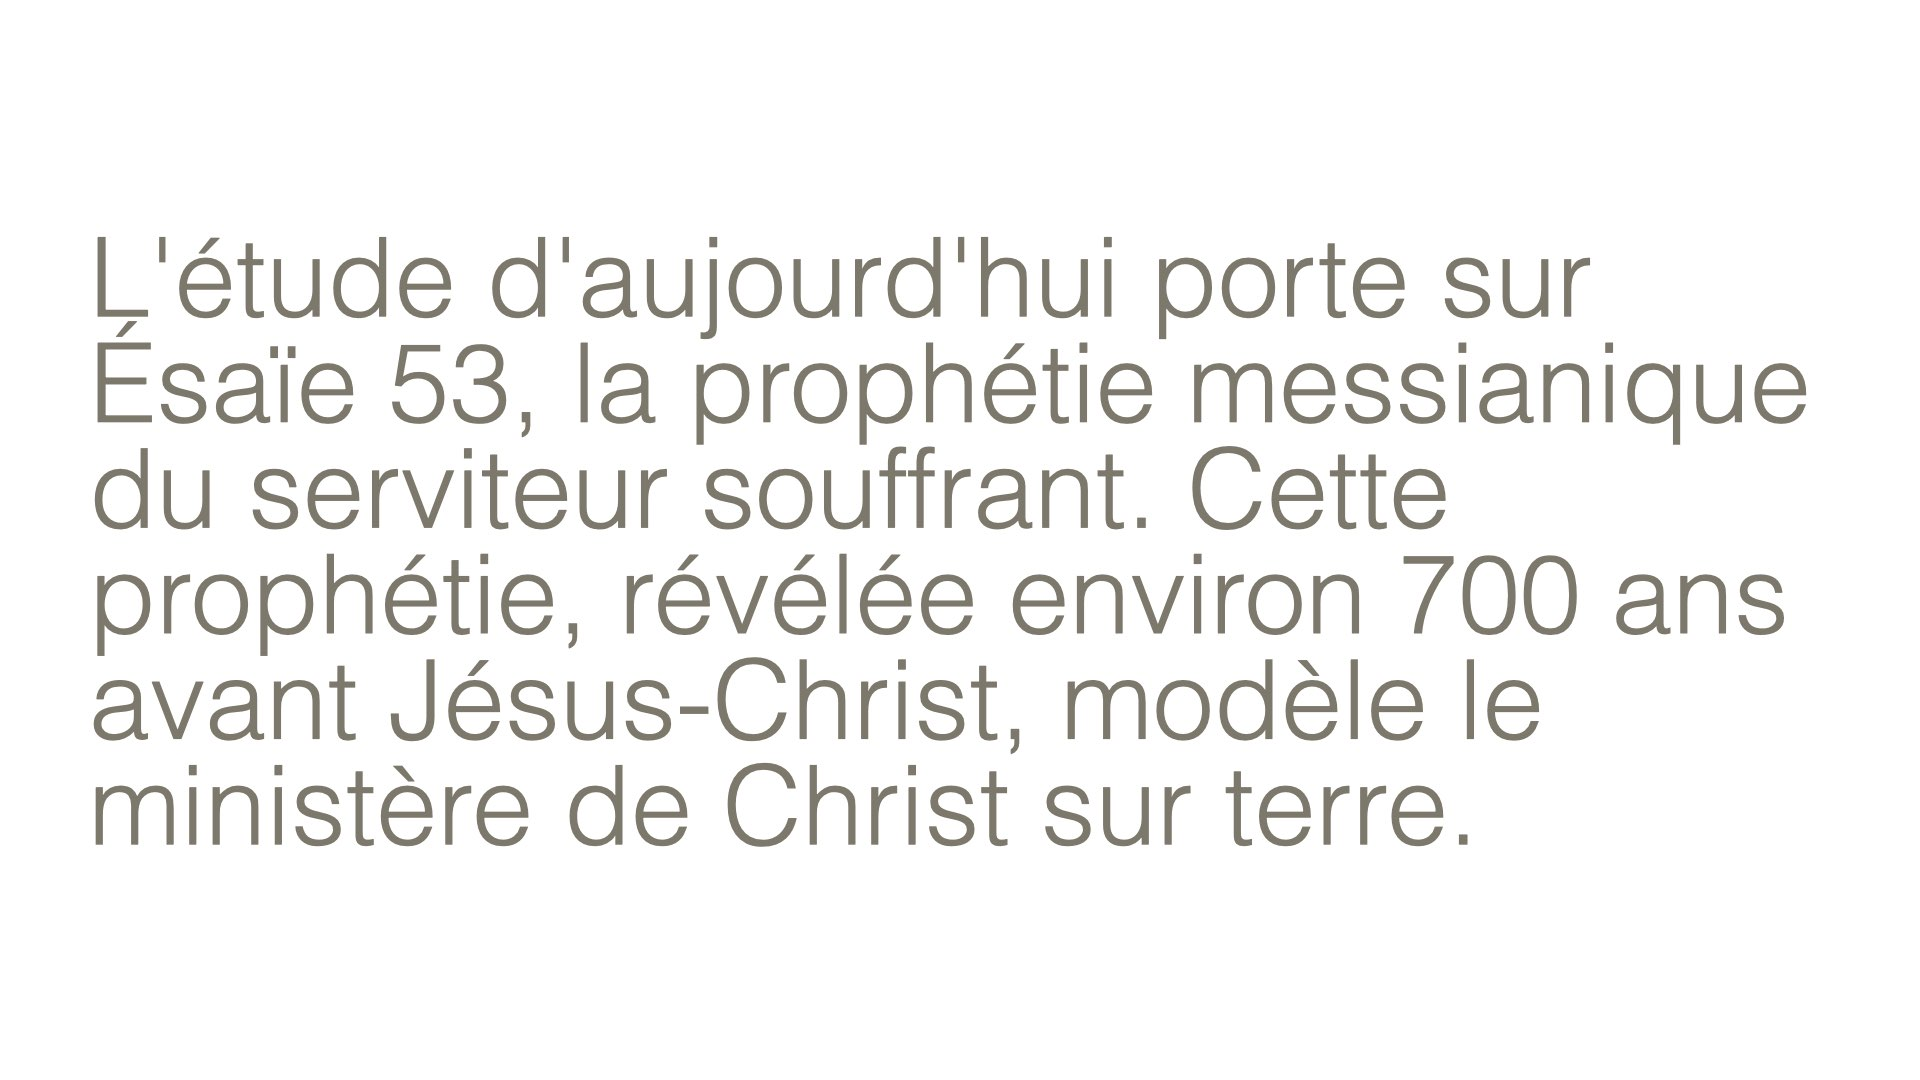 L'étude d'aujourd'hui porte sur
Ésaïe 53, la prophétie messianique
du serviteur souffrant. Cette
prophétie, révélée environ 700 ans
avant Jésus-Christ, modèle le
ministère de Christ sur terre.